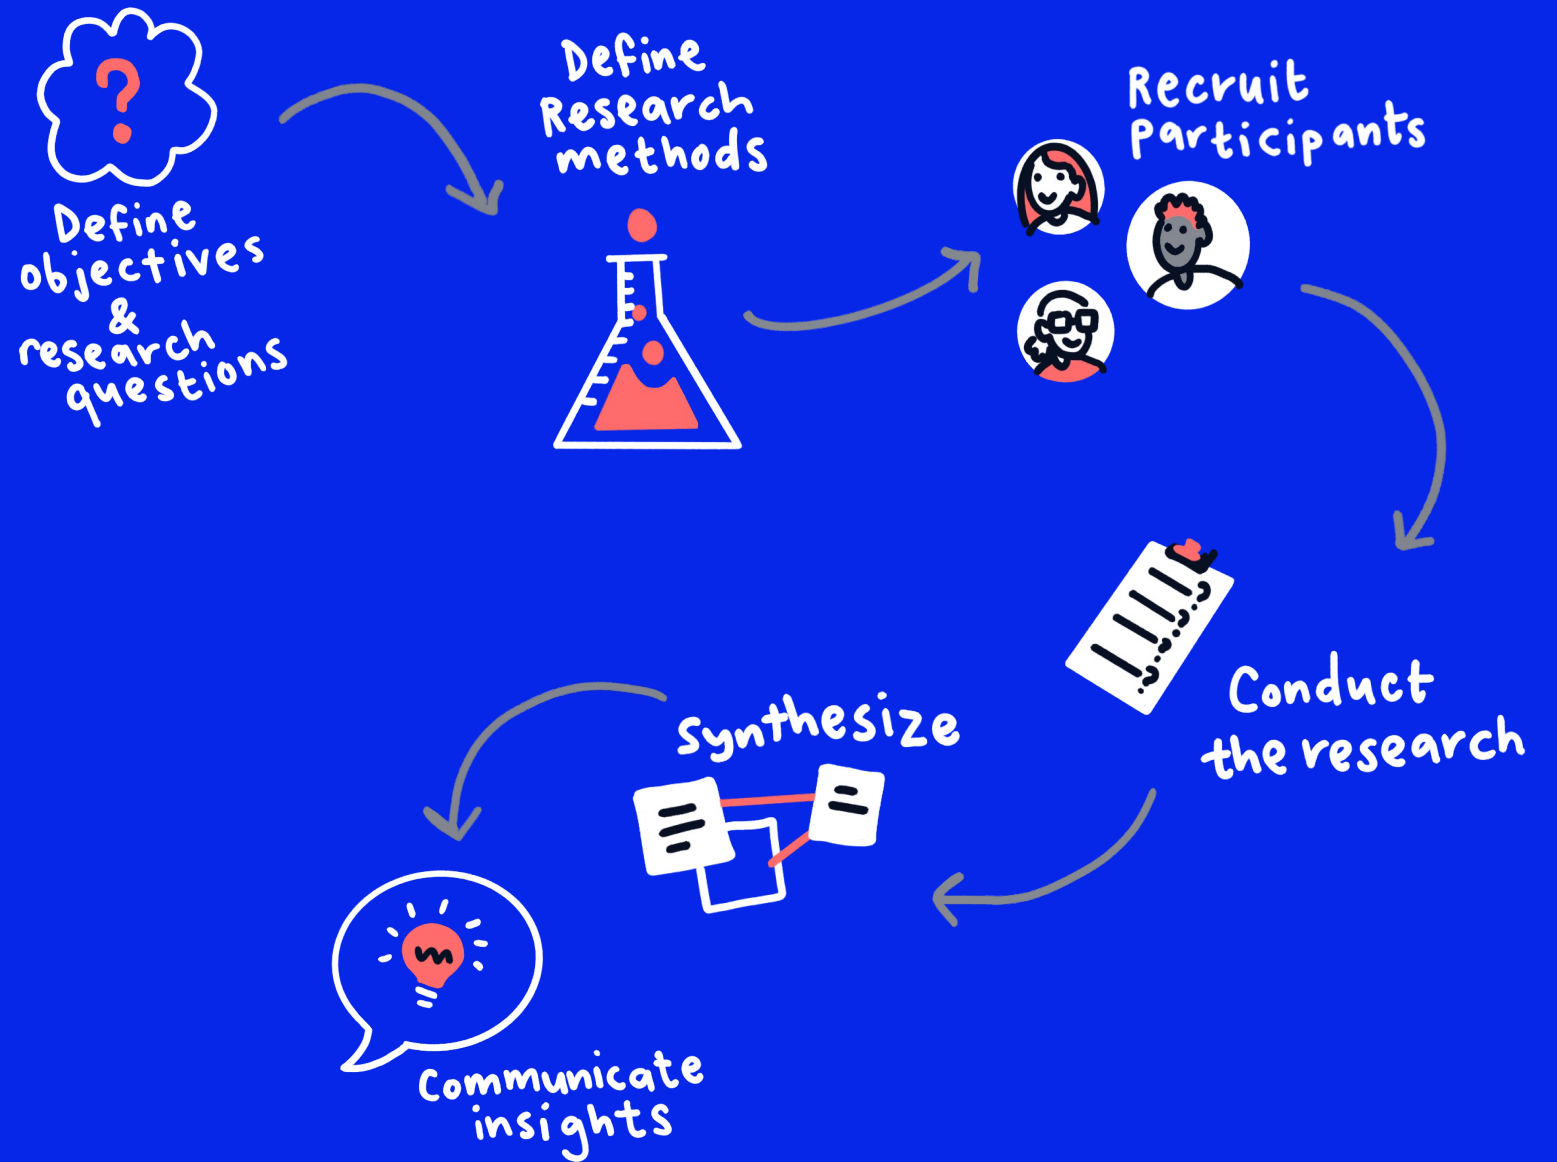 Define
objectives
&
research
questions
Define
Research
methods
Recruit
Participants
Conduct
the research
Synthesize
Communicate
insights